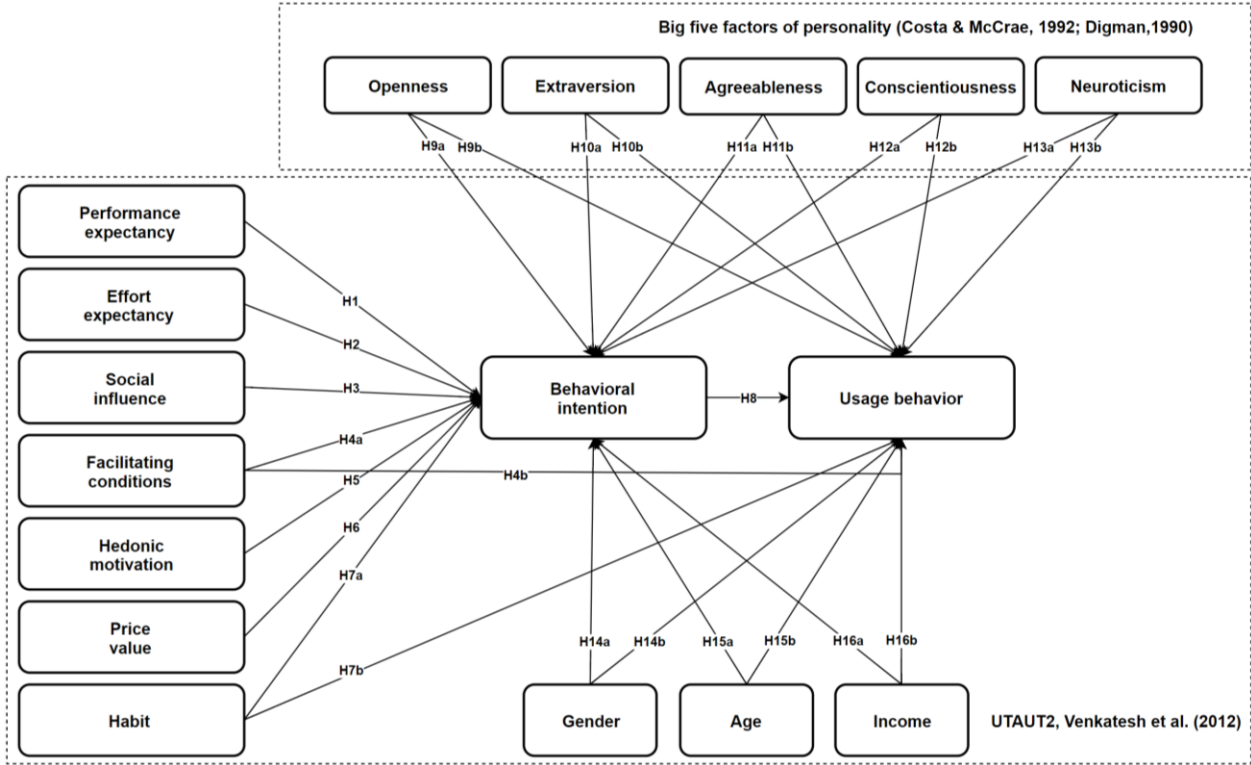 Big five factors of personality (Costa & McCrae, 1992; Digman,1990)
Openness
Extraversion
Agreeableness
Conscientiousness
Neuroticism
H9a
H9b
H10a
H10b
H11a
H11b
H12a
H12b
H13a
H13b
Performance
expectancy
Effort
expectancy
Social
influence
Facilitating
conditions
Hedonic
motivation
Price
value
Habit
H1
H2
H3
H4a
H4b
H5
H6
H7a
H7b
Behavioral
intention
H8
Usage behavior
H14a
H14b
H15a
H15b
H16a
H16b
Gender
Age
Income
UTAUT2, Venkatesh et al. (2012)